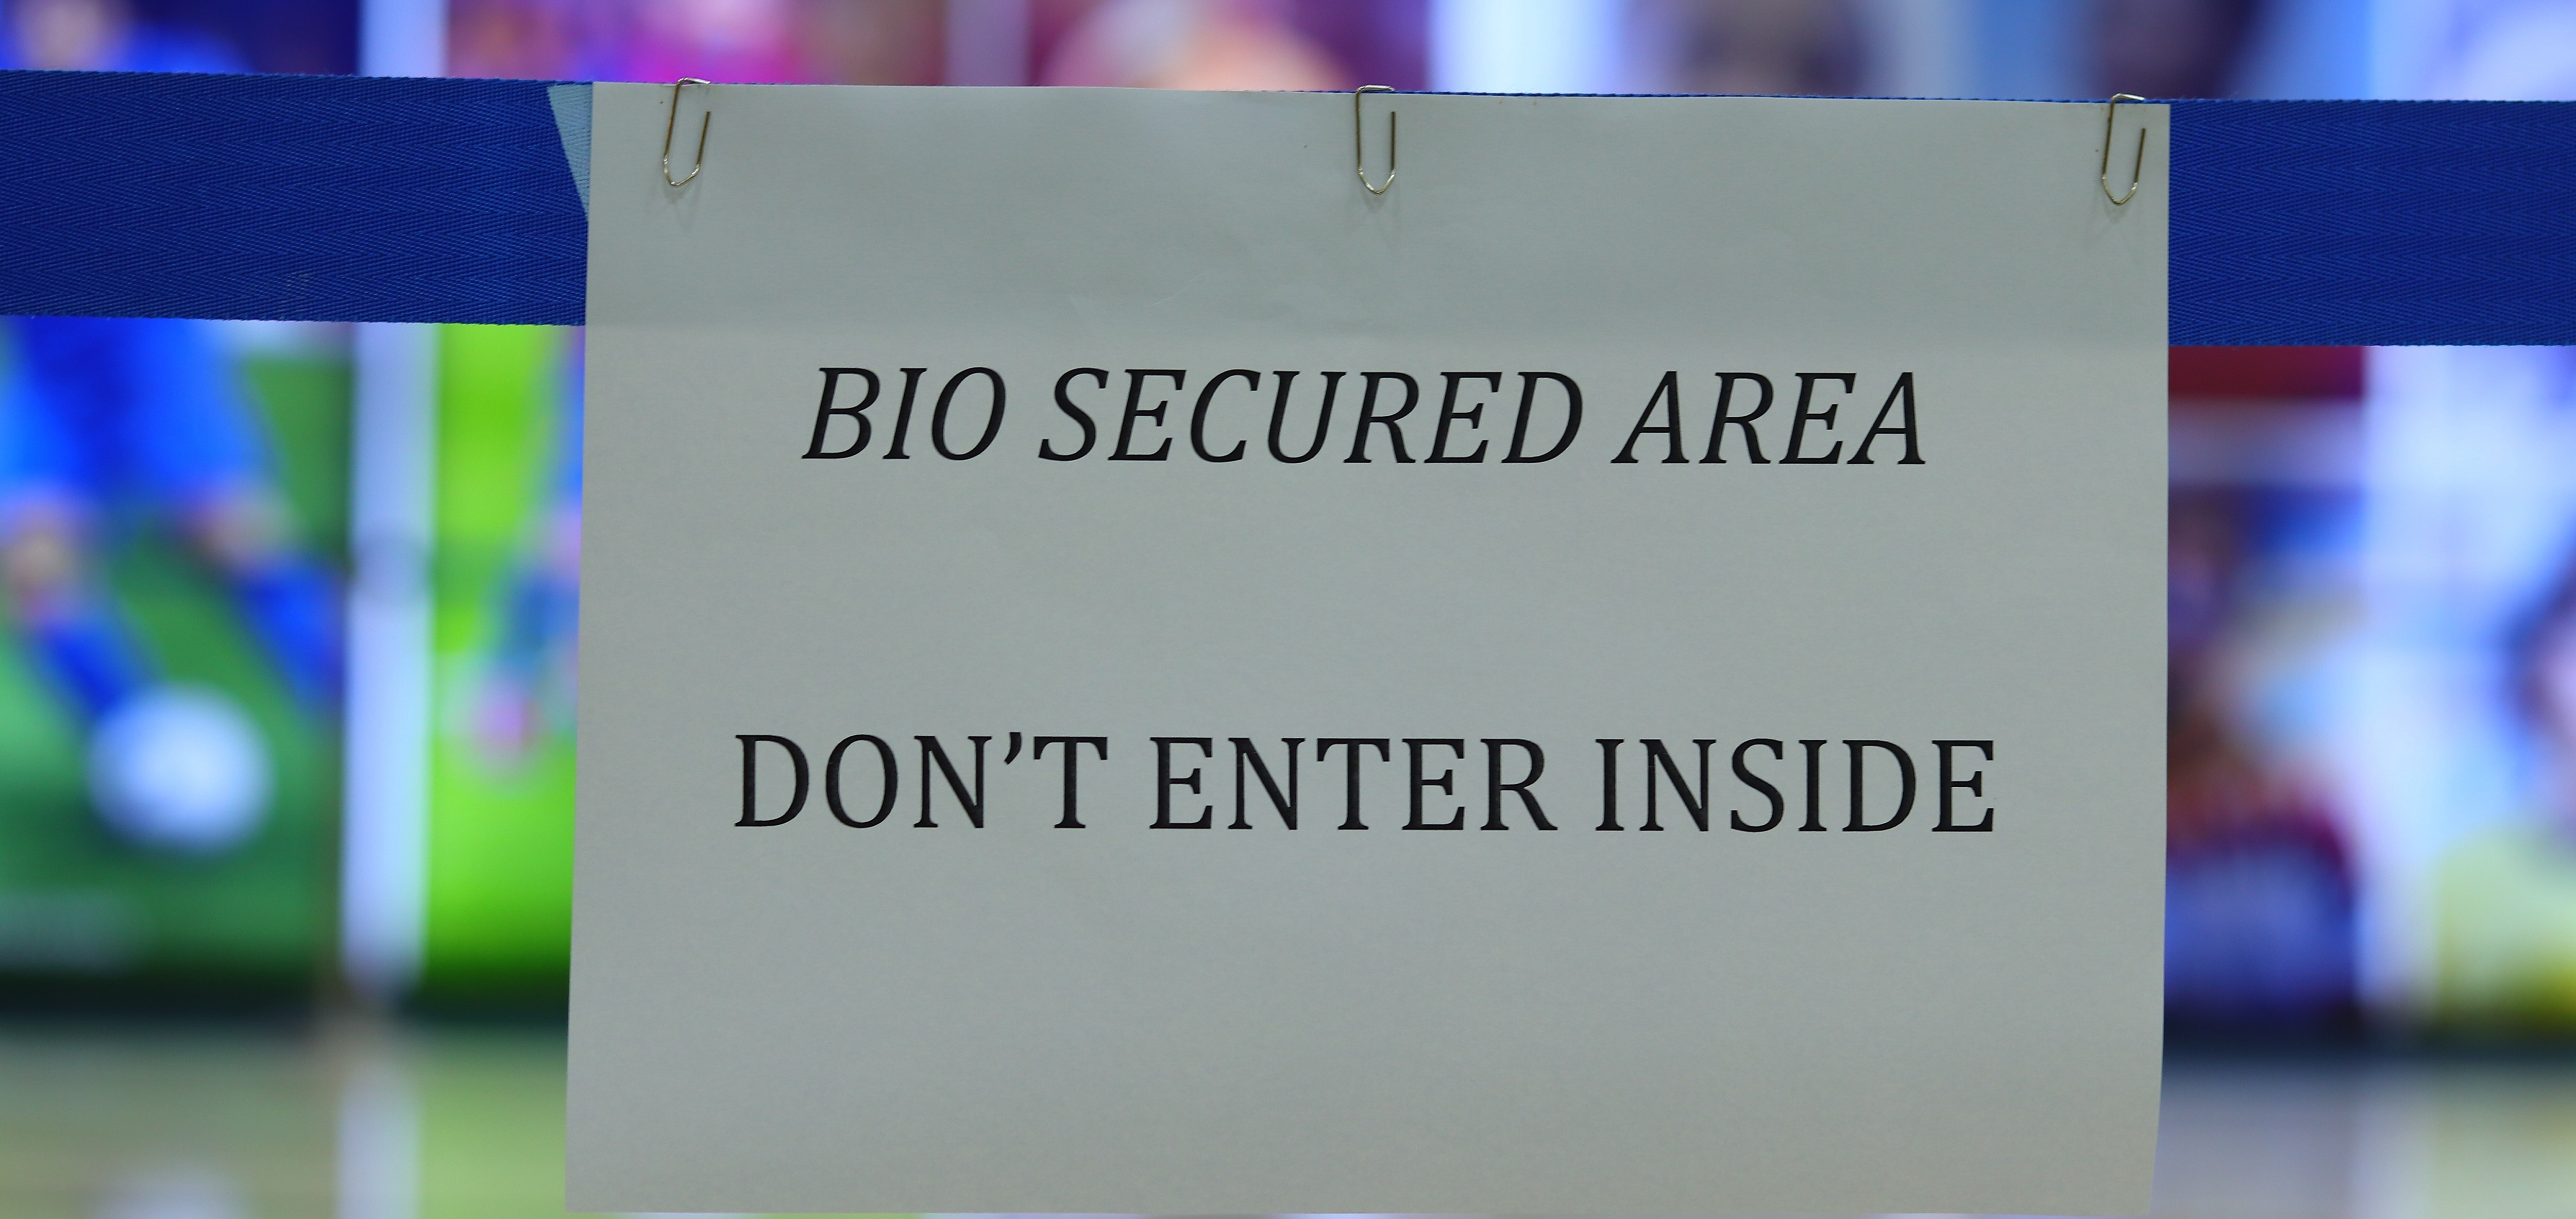 BIO SECURED AREA
DON’T ENTER INSIDE